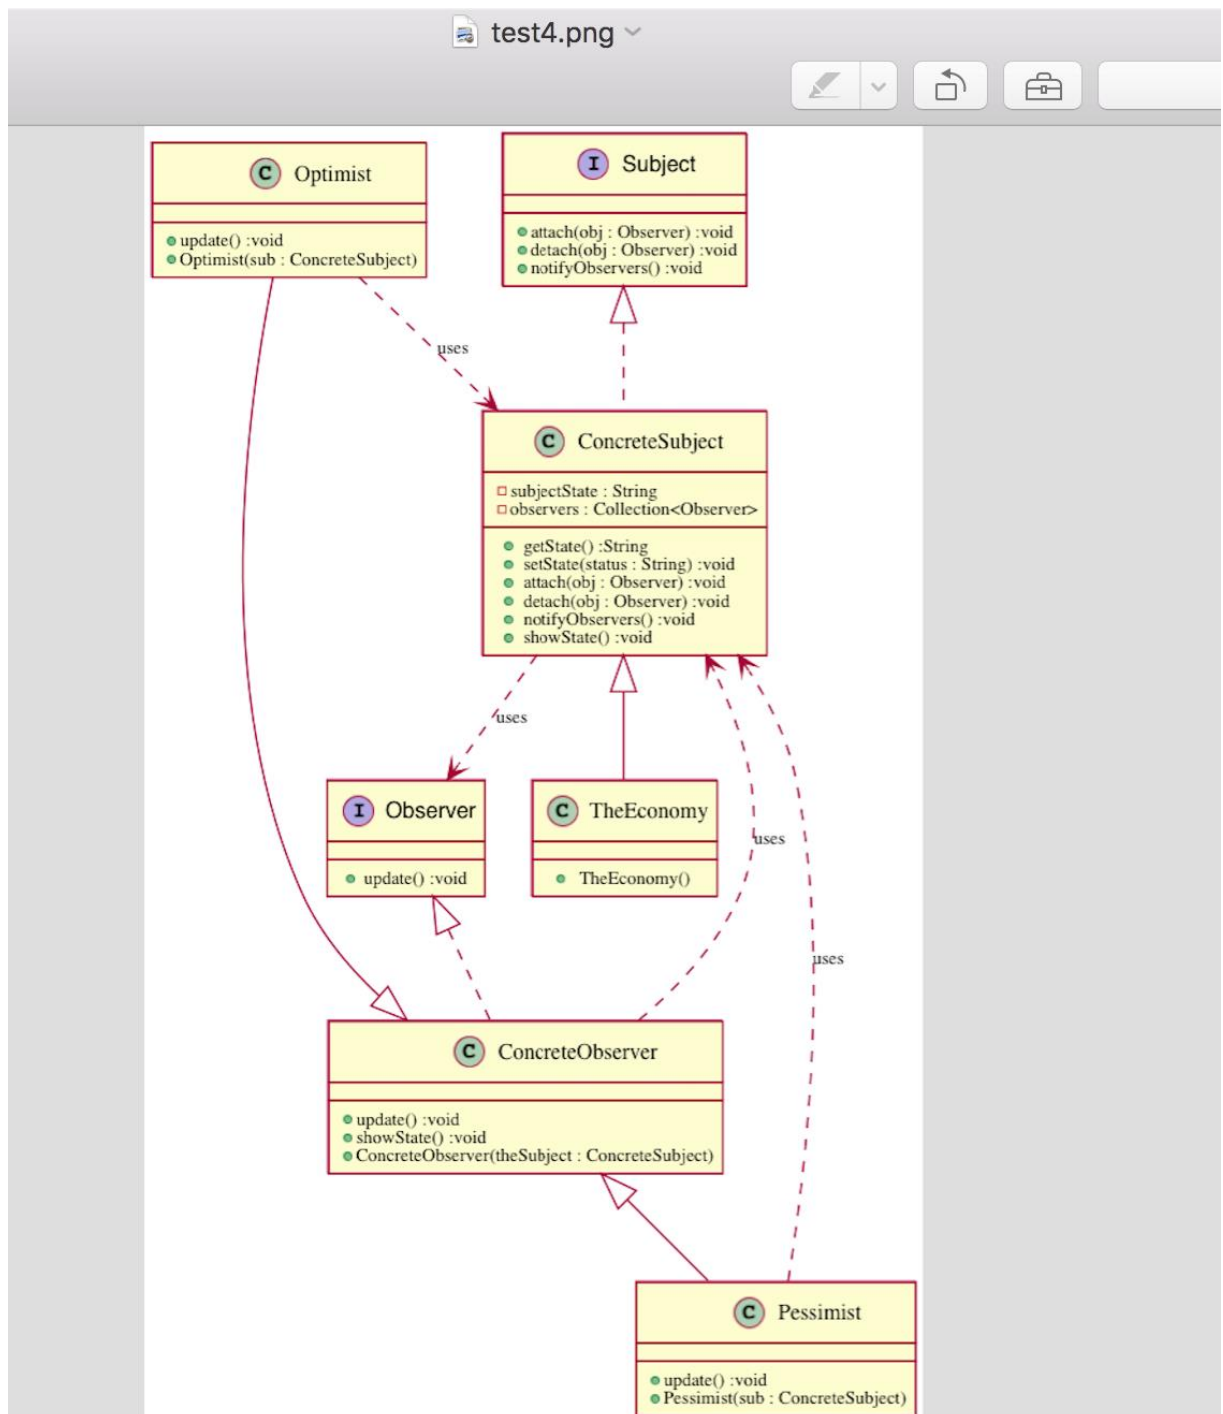 test4.png
C Optimist
update() :void
Optimist(sub : ConcreteSubject)
I Subject
attach(obj : Observer) :void
detach(obj : Observer) :void
notifyObservers() :void
uses
C ConcreteSubject
subjectState : String
observers : Collection<Observer>
getState() :String
setState(status : String) :void
attach(obj : Observer) :void
detach(obj : Observer) :void
notifyObservers() :void
showState() :void
uses
I Observer
update() :void
C TheEconomy
TheEconomy()
uses
uses
C ConcreteObserver
update() :void
showState() :void
ConcreteObserver(theSubject : ConcreteSubject)
C Pessimist
update() :void
Pessimist(sub : ConcreteSubject)